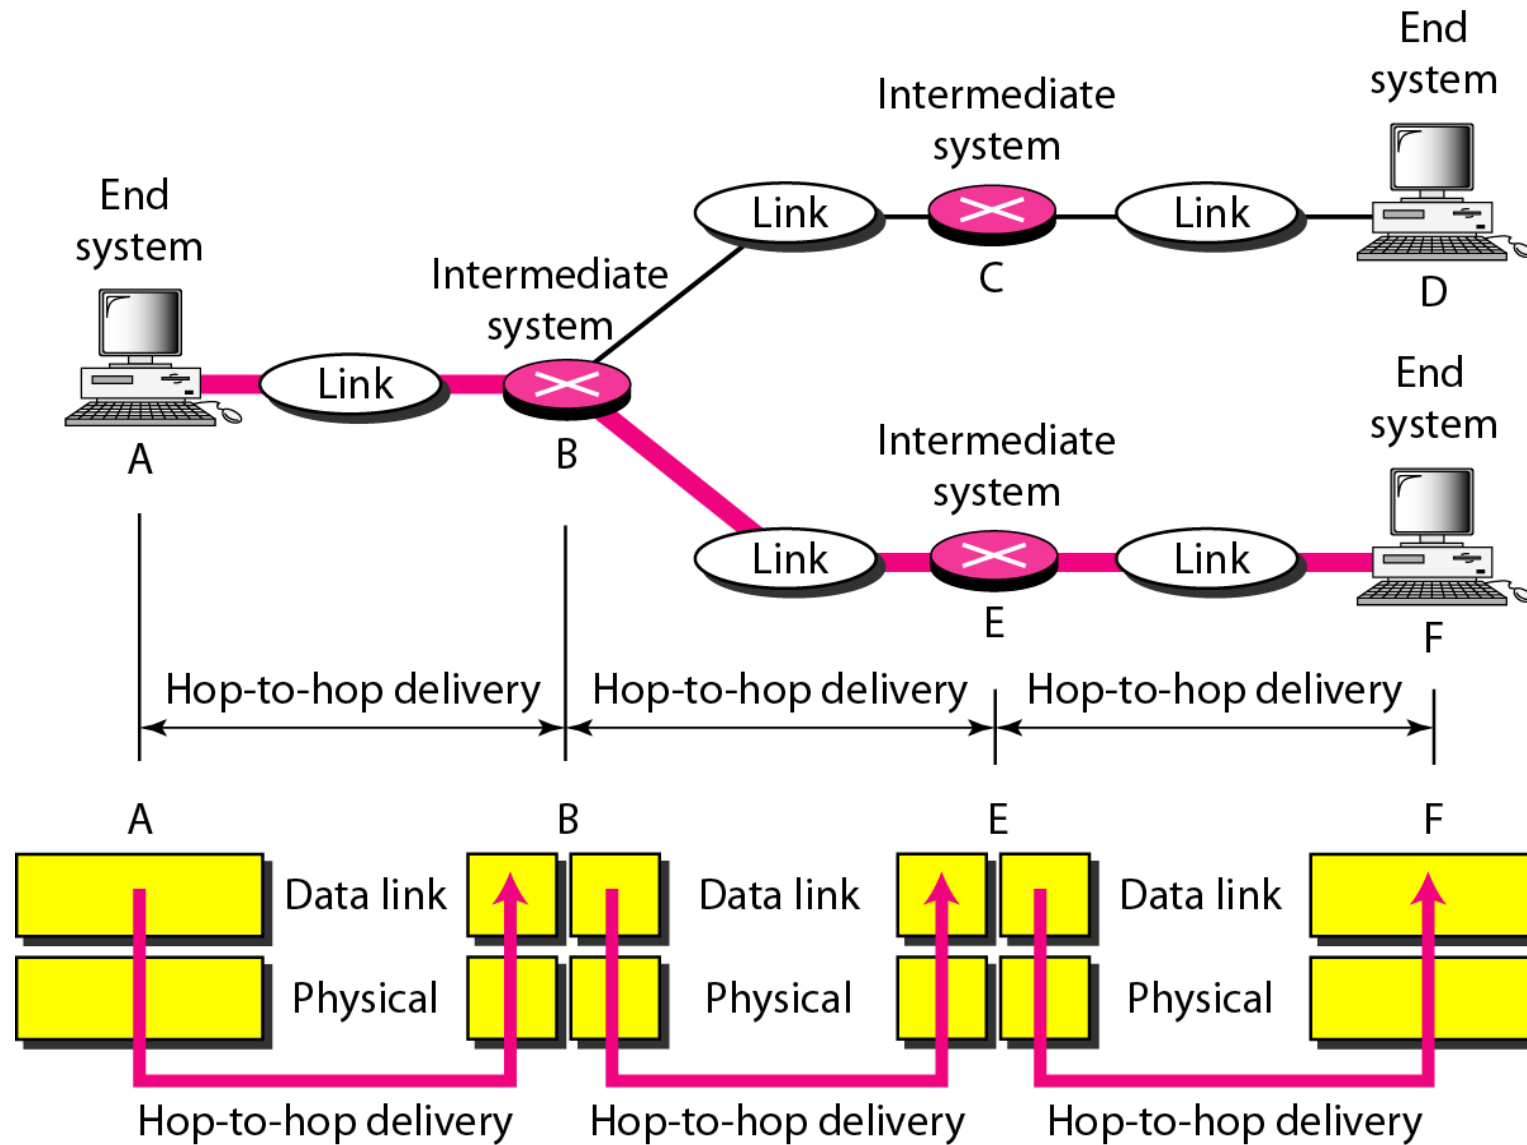 End
system
Intermediate
system
End
system
Link
Link
C
D
Intermediate
system
Link
A
B
End
system
Intermediate
system
Link
Link
E
F
Hop-to-hop delivery
Hop-to-hop delivery
Hop-to-hop delivery
A
B
E
F
Data link
Data link
Data link
Physical
Physical
Physical
Hop-to-hop delivery
Hop-to-hop delivery
Hop-to-hop delivery